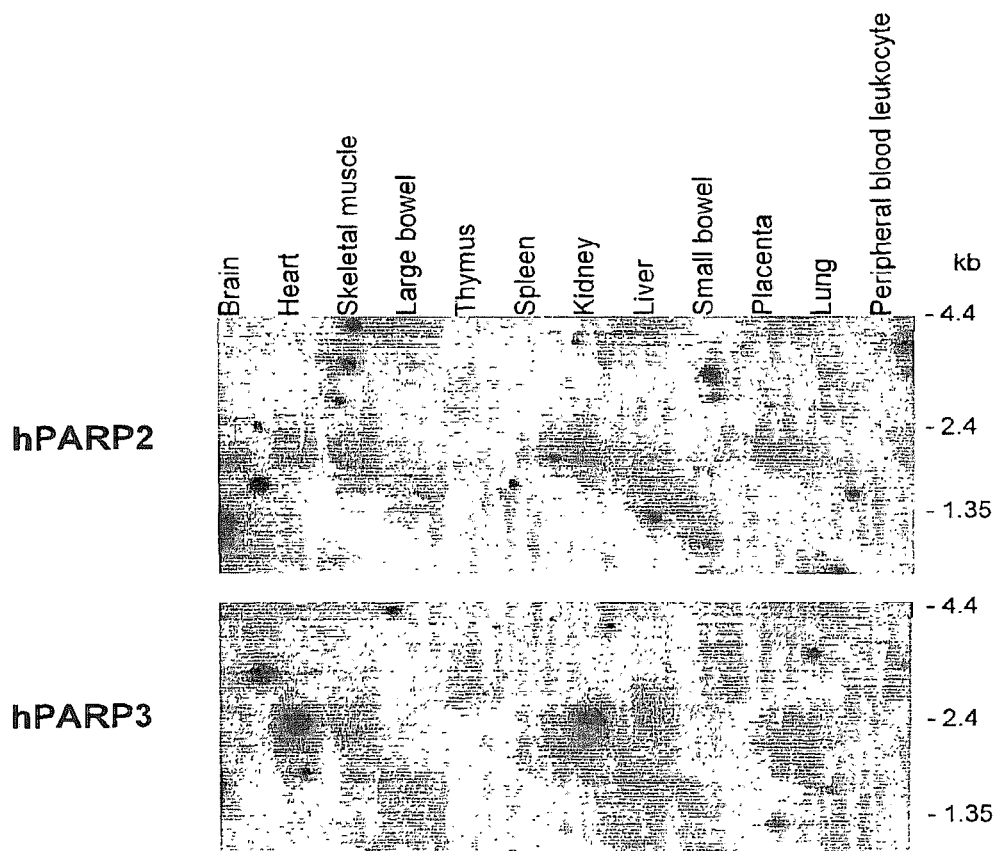 Brain
Heart
Skeletal muscle
Large bowel
Thymus
Spleen
Kidney
Liver
Small bowel
Placenta
Lung
Peripheral blood leukocyte
kb
- 4.4
hPARP2
- 2.4
- 1.35
- 4.4
hPARP3
- 2.4
- 1.35